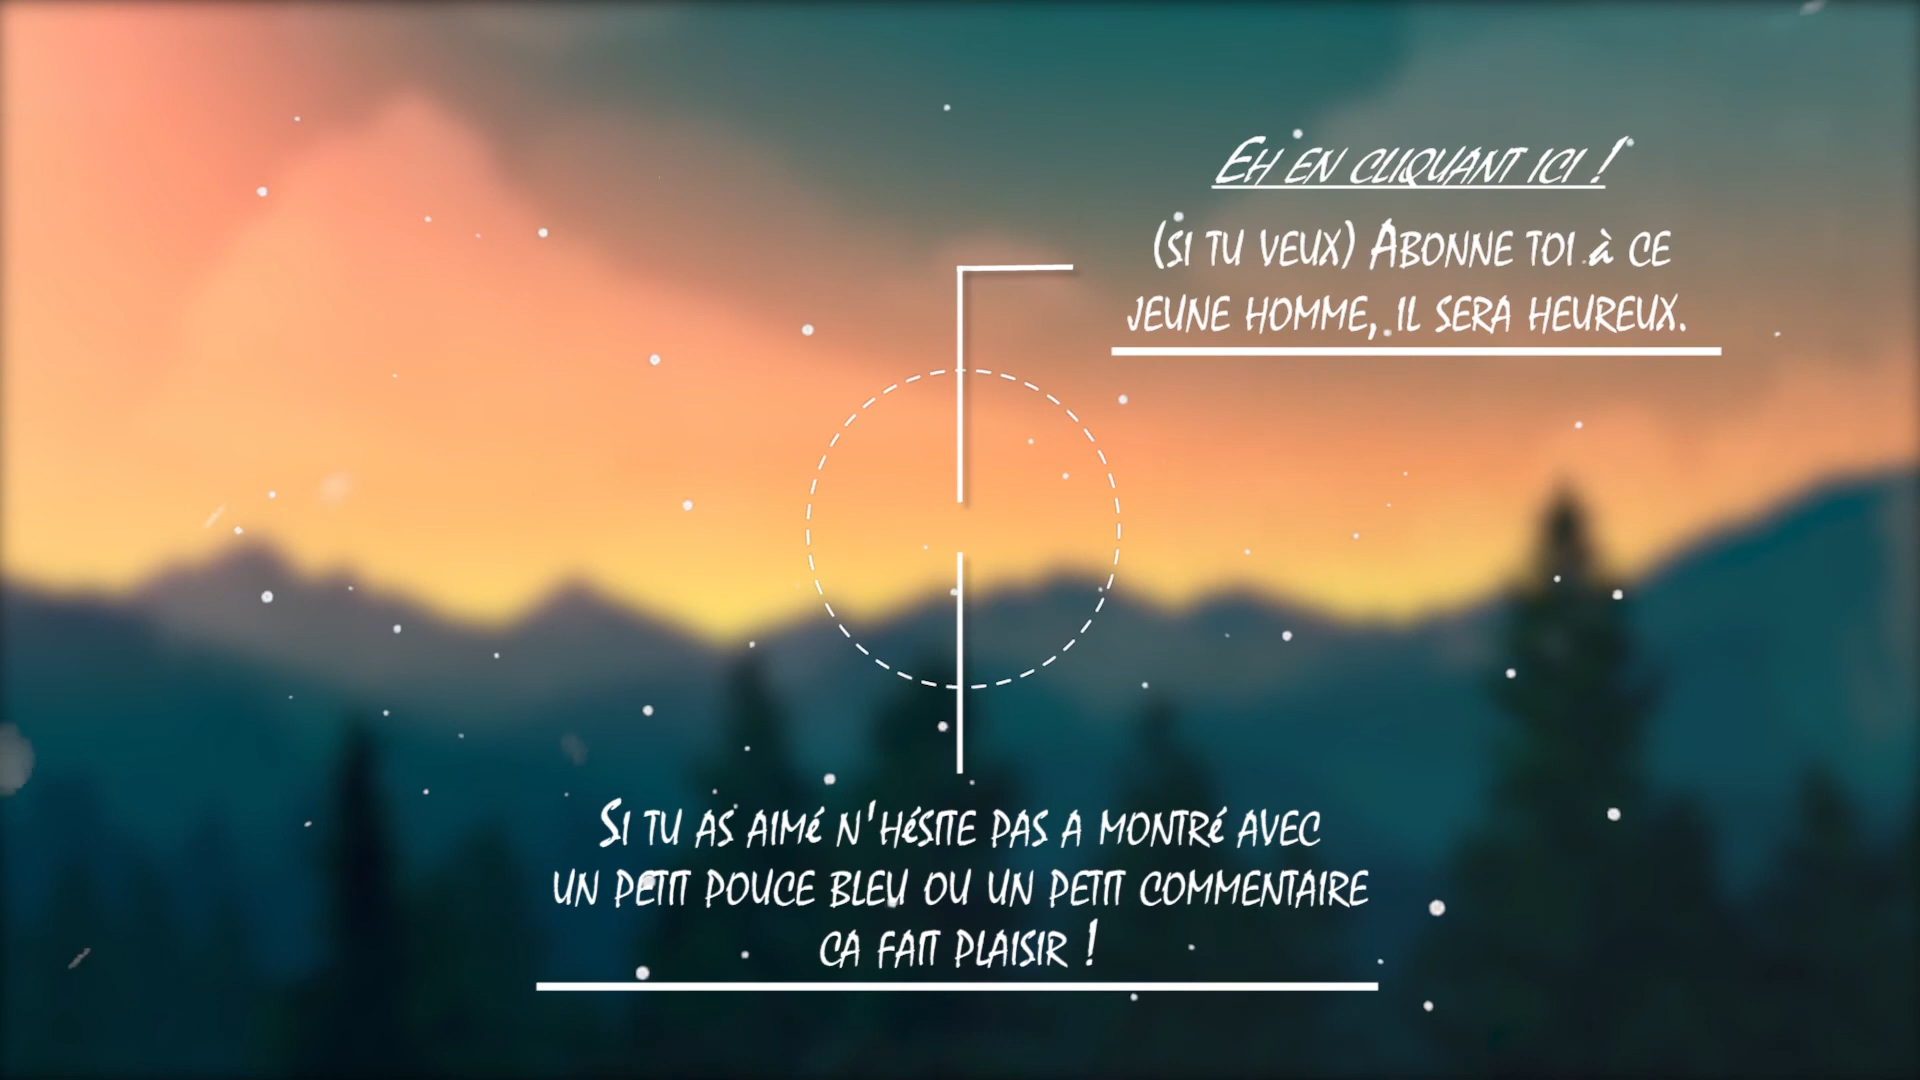 Eh en cliquant ici !
(si tu veux) Abonne toi à ce
jeune homme, il sera heureux.
Si tu as aimé n'hésite pas a montré avec
un petit pouce bleu ou un petit commentaire
ca fait plaisir !